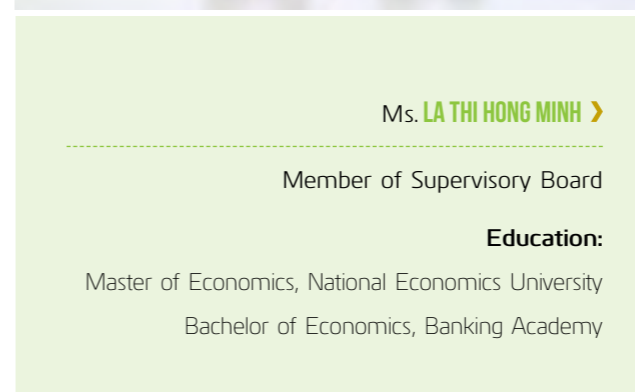 Ms. LA THI HONG MINH ❯
Member of Supervisory Board
Education:
Master of Economics, National Economics University
Bachelor of Economics, Banking Academy